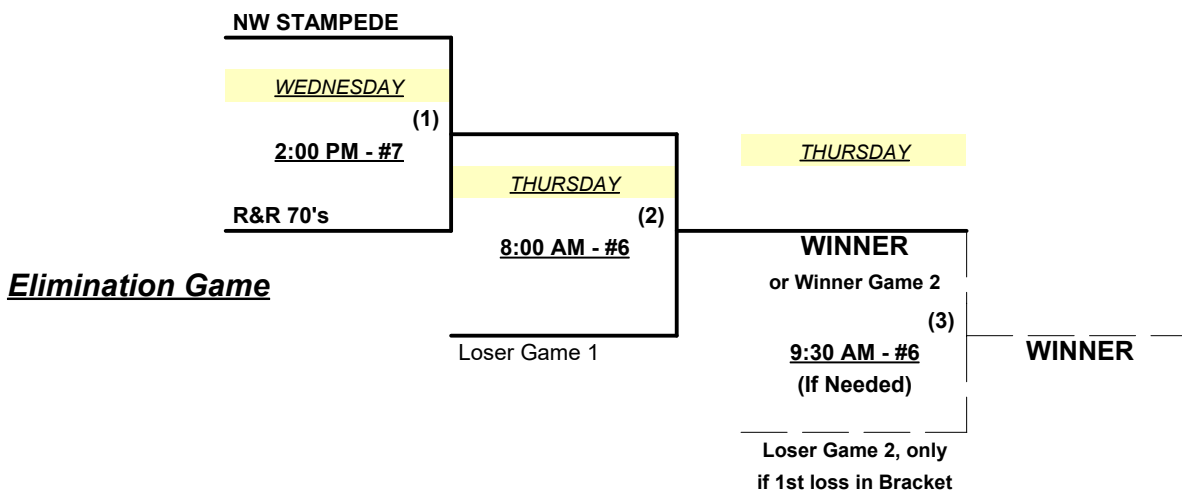 NW STAMPEDE
WEDNESDAY
(1)
2:00 PM - #7
R&R 70's
THURSDAY
(2)
8:00 AM - #6
Loser Game 1
Elimination Game
THURSDAY
WINNER
or Winner Game 2
(3)
9:30 AM - #6
(If Needed)
Loser Game 2, only
if 1st loss in Bracket
WINNER